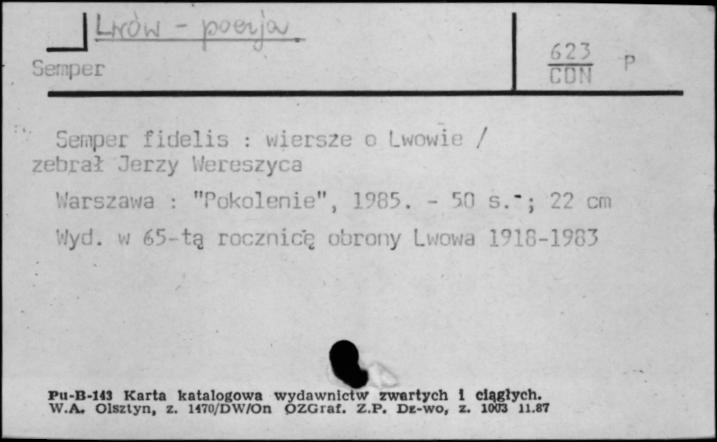 Lwów - poezja.
623 P
CDN
Semper
Semper fidelis : wiersze o Lwowie /
zebrał Jerzy Wereszyca
Warszawa : "Pokolenie", 1985. - 50 s. ; 22 cm
Wyd. w 65-tą rocznicę obrony Lwowa 1918-1983
Pu-B-143 Karta katalogowa wydawnictw zwartych i ciągłych.
W.A. Olsztyn, z. 1470/DW/On OZGraf. Z.P. Dz-wo, z. 1003 11.87